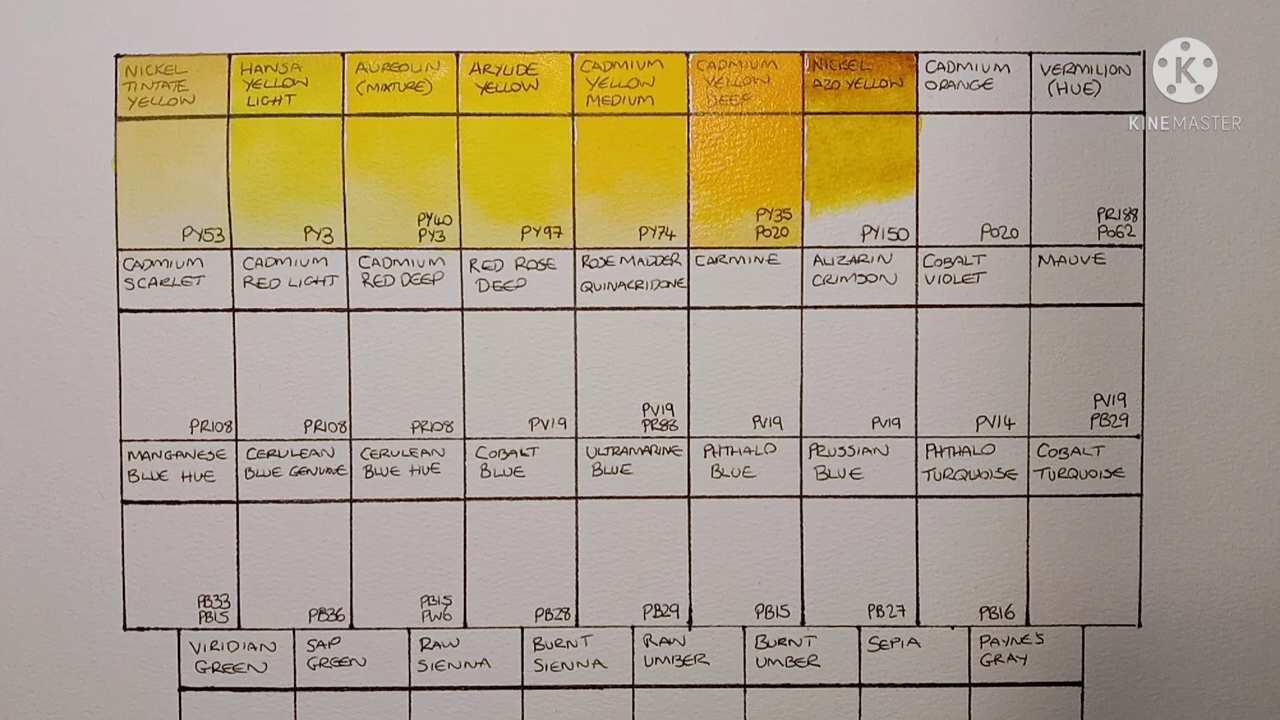 NICKEL
TINTATE
YELLOW
HANSA
YELLOW
LIGHT
AUREOLIN
(MIXTURE)
ARYLIDE
YELLOW
CADMIUM
YELLOW
MEDIUM
CADMIUM
YELLOW
DEEP
NICKEL
AZO YELLOW
CADMIUM
ORANGE
VERMILION
(HUE)
K
KINEMASTER
PY53
PY3
PY40
PY3
PY97
PY74
PY35
PO20
PY150
PO20
PR188
PO62
CADMIUM
SCARLET
CADMIUM
RED LIGHT
CADMIUM
RED DEEP
RED ROSE
DEEP
ROSE MADDER
QUINACRIDONE
CARMINE
ALIZARIN
CRIMSON
COBALT
VIOLET
MAUVE
PR108
PR108
PR108
PV19
PV19
PR88
PV19
PV19
PV14
PV19
PB29
MANGANESE
BLUE HUE
CERULEAN
BLUE GENUINE
CERULEAN
BLUE HUE
COBALT
BLUE
ULTRAMARINE
BLUE
PHTHALO
BLUE
PRUSSIAN
BLUE
PHTHALO
TURQUOISE
COBALT
TURQUOISE
PB33
PB15
PB36
PB15
PW6
PB28
PB29
PB15
PB27
PB16
VIRIDIAN
GREEN
SAP
GREEN
RAW
SIENNA
BURNT
SIENNA
RAW
UMBER
BURNT
UMBER
SEPIA
PAYNE'S
GRAY